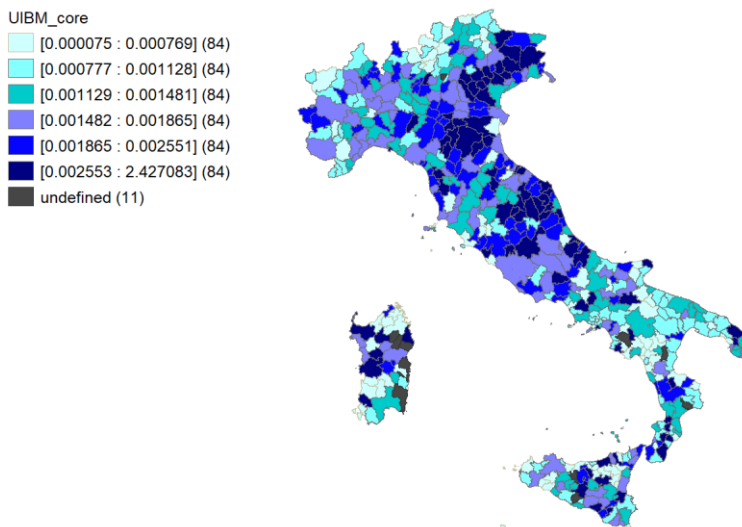 UIBM_core
[0.000075 : 0.000769] (84)
[0.000777 : 0.001128] (84)
[0.001129 : 0.001481] (84)
[0.001482 : 0.001865] (84)
[0.001865 : 0.002551] (84)
[0.002553 : 2.427083] (84)
undefined (11)